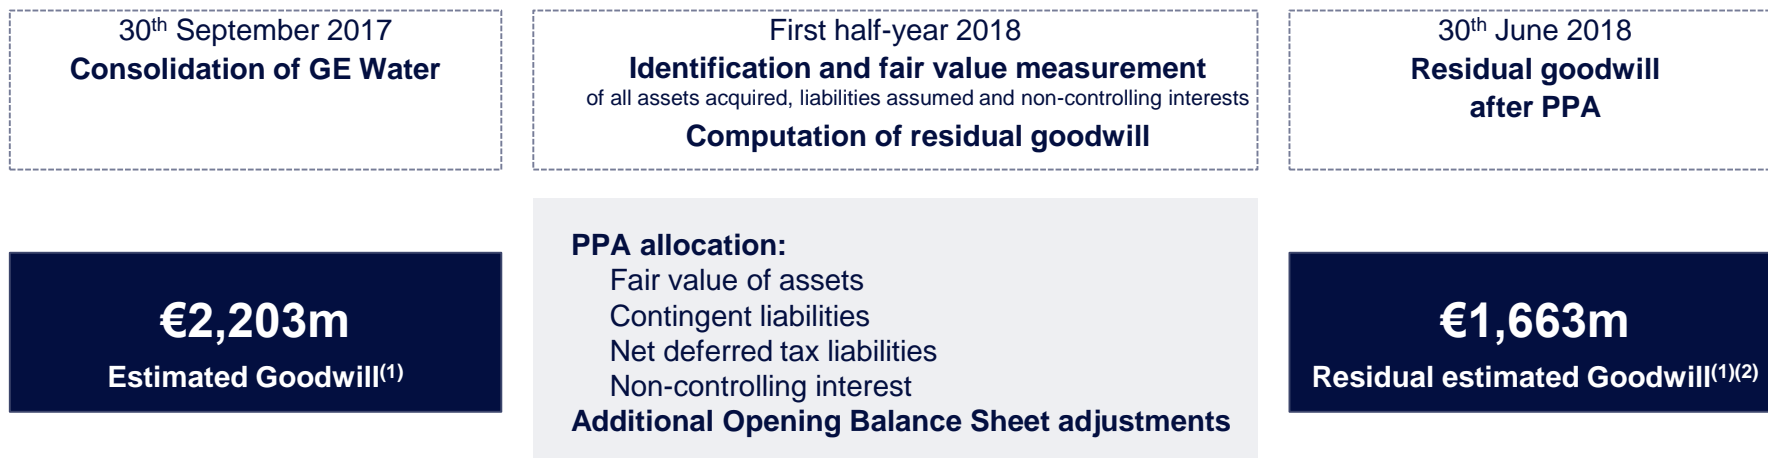 30th September 2017
Consolidation of GE Water
First half-year 2018
Identification and fair value measurement
of all assets acquired, liabilities assumed and non-controlling interests
Computation of residual goodwill
30th June 2018
Residual goodwill
after PPA
€2,203m
Estimated Goodwill(1)
PPA allocation:
Fair value of assets
Contingent liabilities
Net deferred tax liabilities
Non-controlling interest
Additional Opening Balance Sheet adjustments
€1,663m
Residual estimated Goodwill(1)(2)